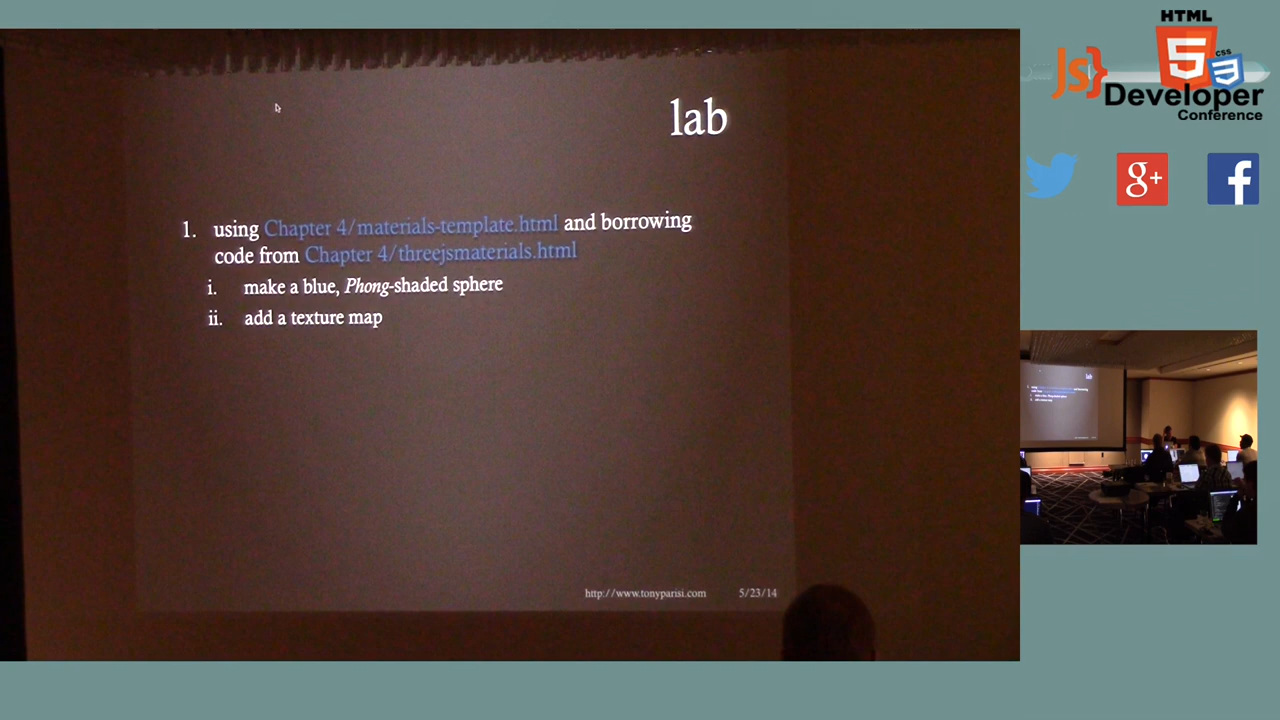 lab
1. using Chapter 4/materials-template.html and borrowing
code from Chapter 4/threejsmaterials.html
i. make a blue, Phong-shaded sphere
ii. add a texture map
http://www.tonyparisi.com 5/23/14
HTML
JS} 5 CSS 3
Developer
Conference
g+ f
lab